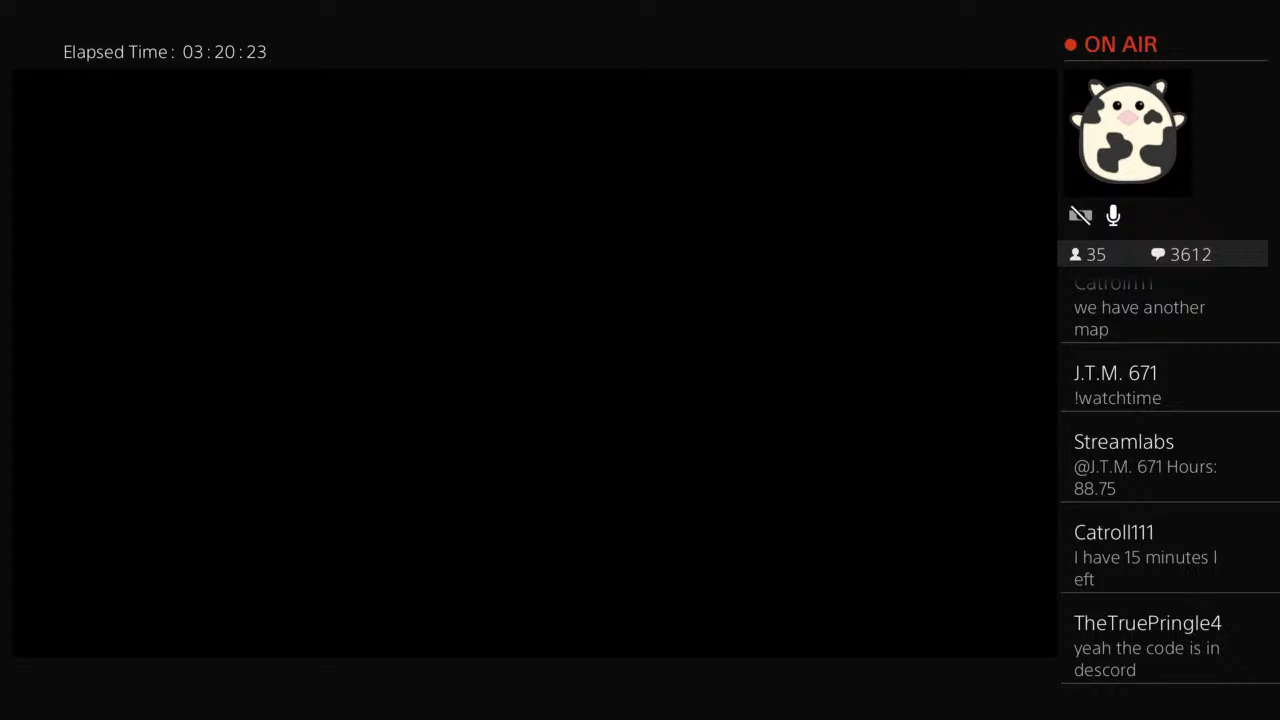 Elapsed Time: 03:20:23
ON AIR
35 3612
Catroll111
we have another
map
J.T.M. 671
!watchtime
Streamlabs
@J.T.M. 671 Hours:
88.75
Catroll111
I have 15 minutes l
eft
TheTruePringle4
yeah the code is in
descord